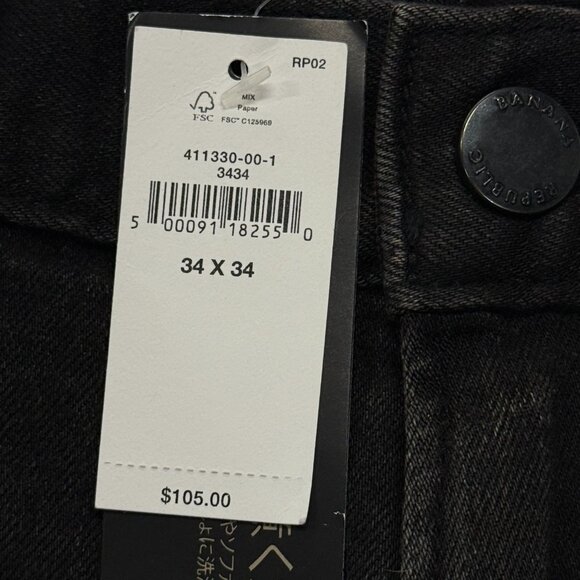 RP02
MIX
Paper
FSC
FSC™ C125969
411330-00-1
3434
5 00091 18255 0
34 X 34
$105.00
BANANA REPUBLIC